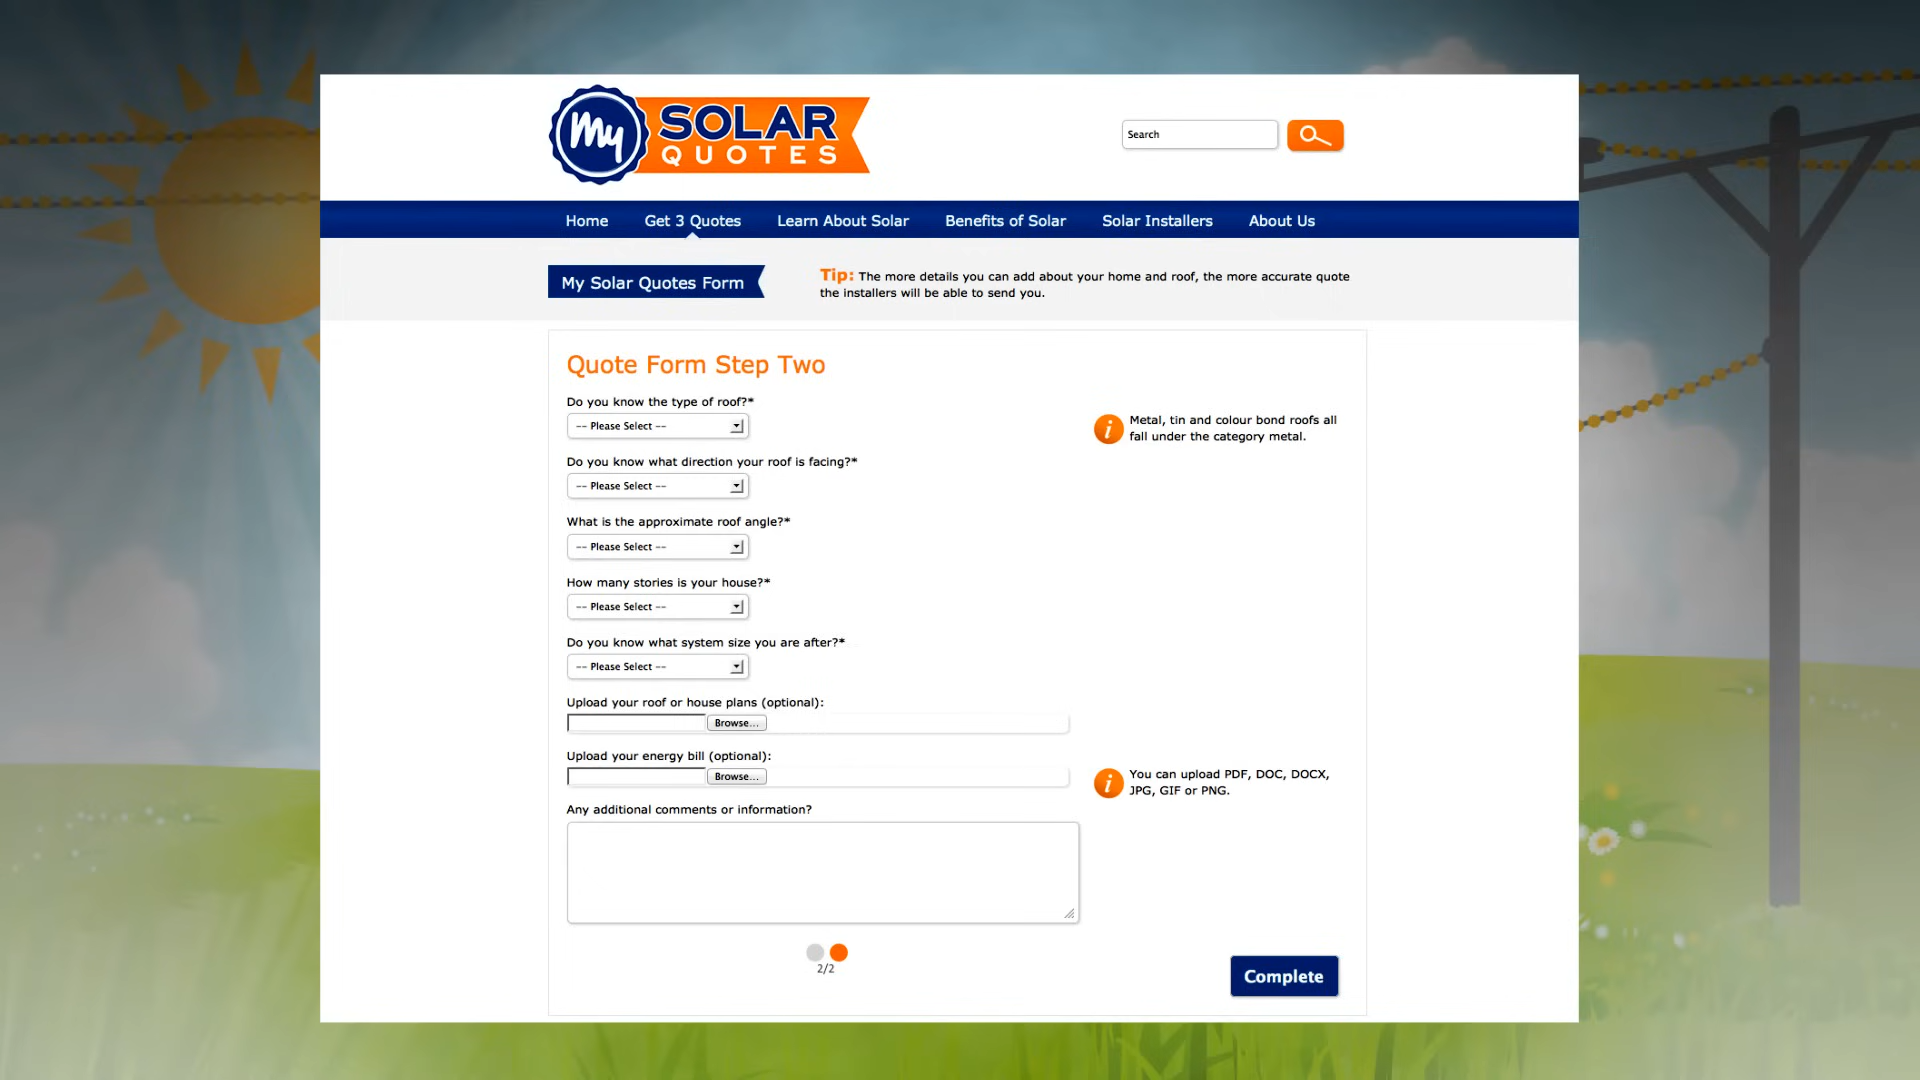 My SOLAR
QUOTES
Search
Home Get 3 Quotes Learn About Solar Benefits of Solar Solar Installers About Us
My Solar Quotes Form
Tip: The more details you can add about your home and roof, the more accurate quote
the installers will be able to send you.
Quote Form Step Two
Do you know the type of roof?*
-- Please Select --
Metal, tin and colour bond roofs all
fall under the category metal.
Do you know what direction your roof is facing?*
-- Please Select --
What is the approximate roof angle?*
-- Please Select --
How many stories is your house?*
-- Please Select --
Do you know what system size you are after?*
-- Please Select --
Upload your roof or house plans (optional):
Browse...
Upload your energy bill (optional):
Browse...
You can upload PDF, DOC, DOCX,
JPG, GIF or PNG.
Any additional comments or information?
2/2
Complete